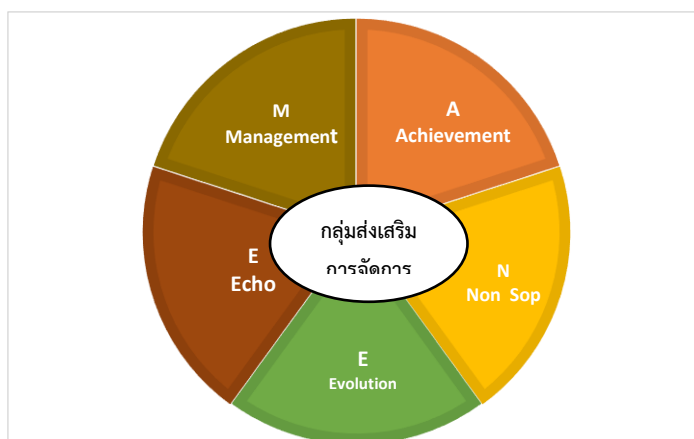 M
Management
A
Achievement
กลุ่มส่งเสริม
การจัดการ
E
Echo
N
Non Sop
E
Evolution